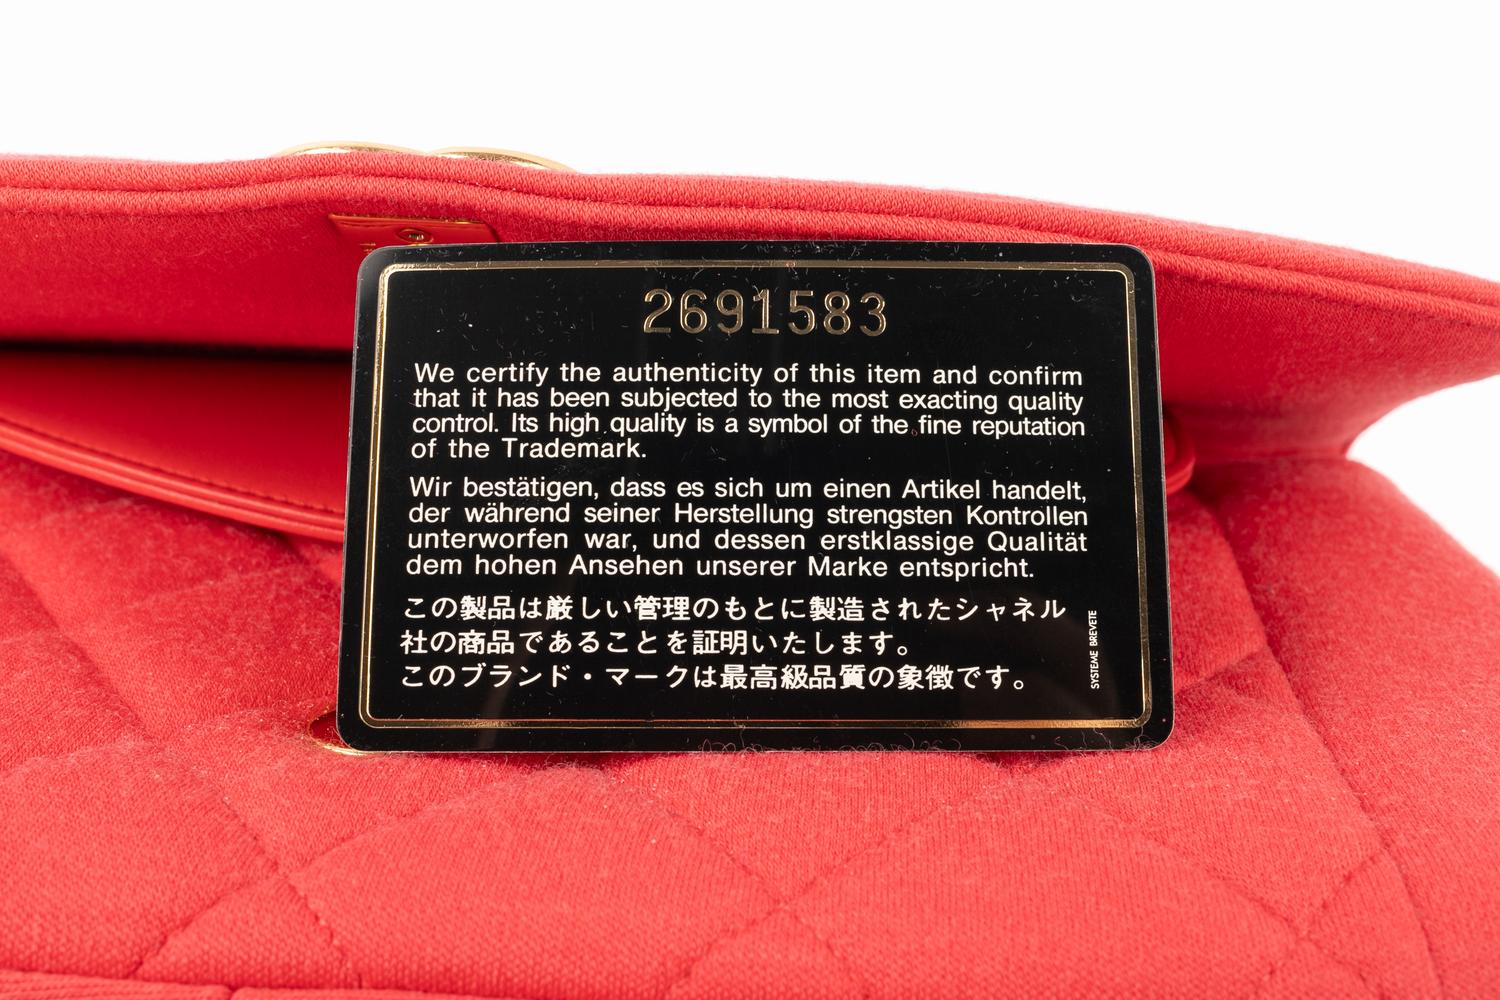 2691583
We certify the authenticity of this item and confirm
that it has been subjected to the most exacting quality
control. Its high quality is a symbol of the fine reputation
of the Trademark.
Wir bestätigen, dass es sich um einen Artikel handelt,
der während seiner Herstellung strengsten Kontrollen
unterworfen war, und dessen erstklassige Qualität
dem hohen Ansehen unserer Marke entspricht.
この製品は厳しい管理のもとに製造されたシャネル
社の商品であることを証明いたします。
このブランド・マークは最高級品質の象徴です。
SYSTEME BREVETE